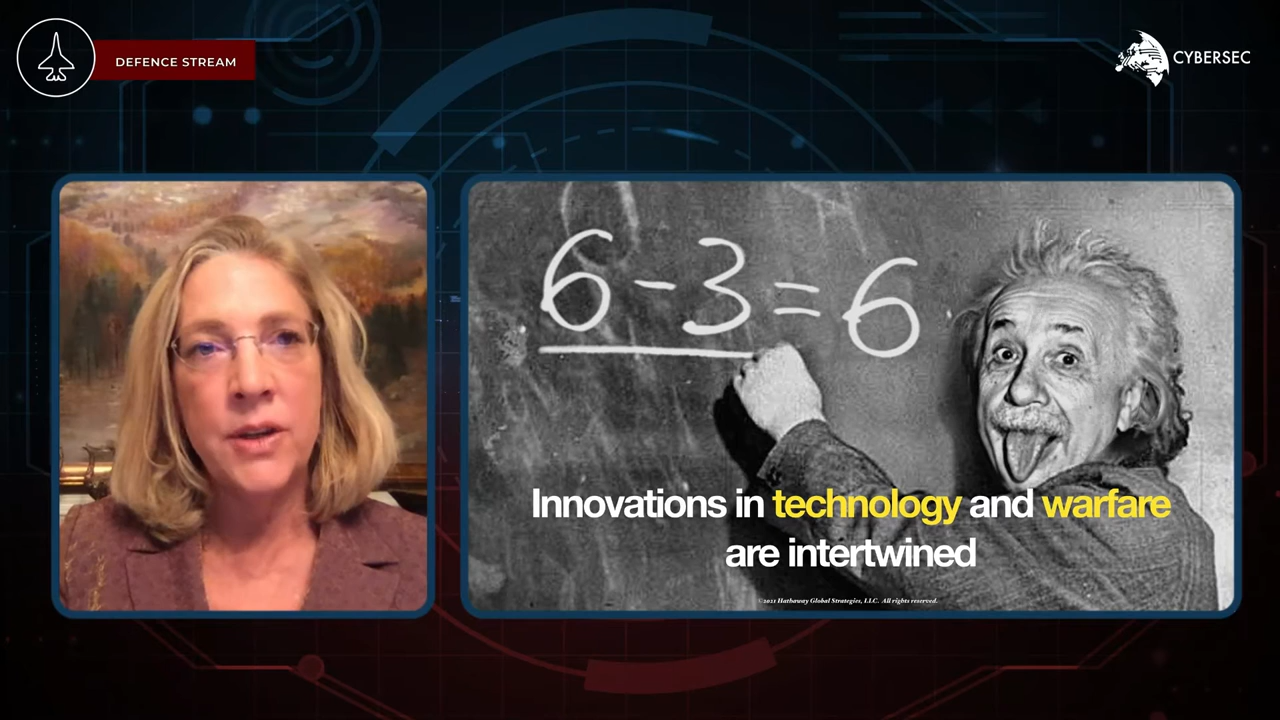 DEFENCE STREAM
CYBERSEC
6-3=6
Innovations in technology and warfare
are intertwined
©2021 Hathaway Global Strategies, LLC. All rights reserved.